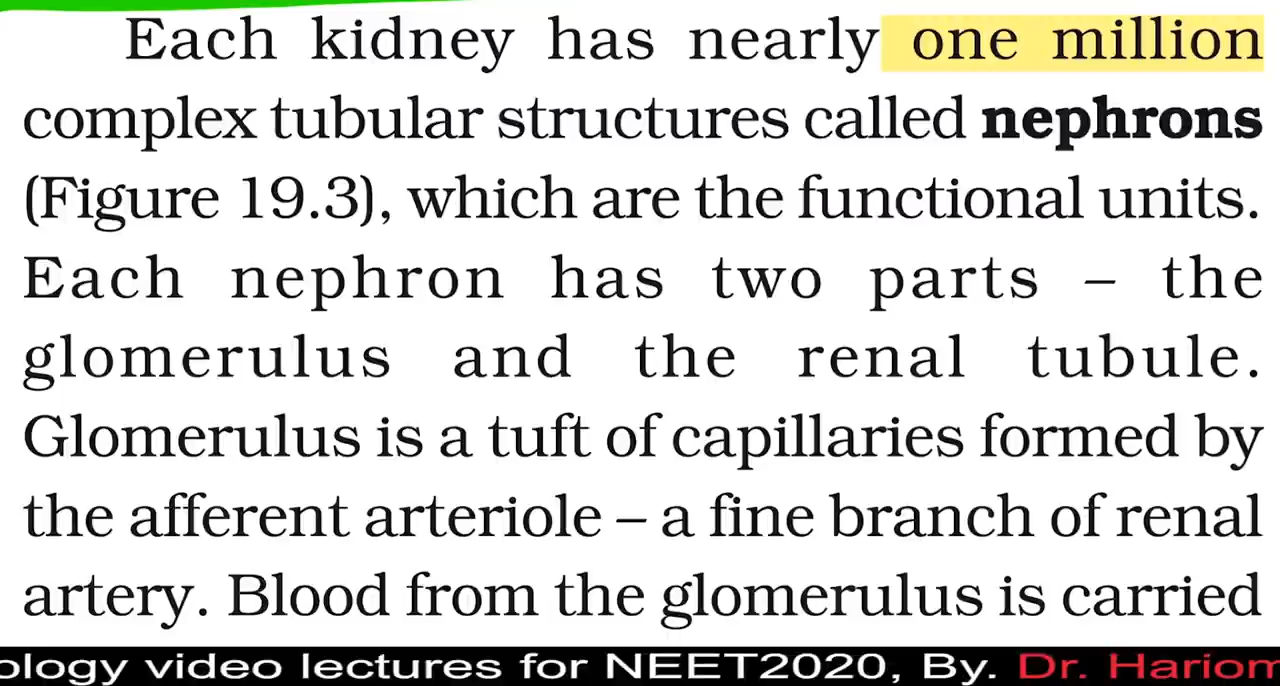 Each kidney has nearly one million
complex tubular structures called nephrons
(Figure 19.3), which are the functional units.
Each nephron has two parts – the
glomerulus and the renal tubule.
Glomerulus is a tuft of capillaries formed by
the afferent arteriole – a fine branch of renal
artery. Blood from the glomerulus is carried
ology video lectures for NEET2020, By. Dr. Hariom